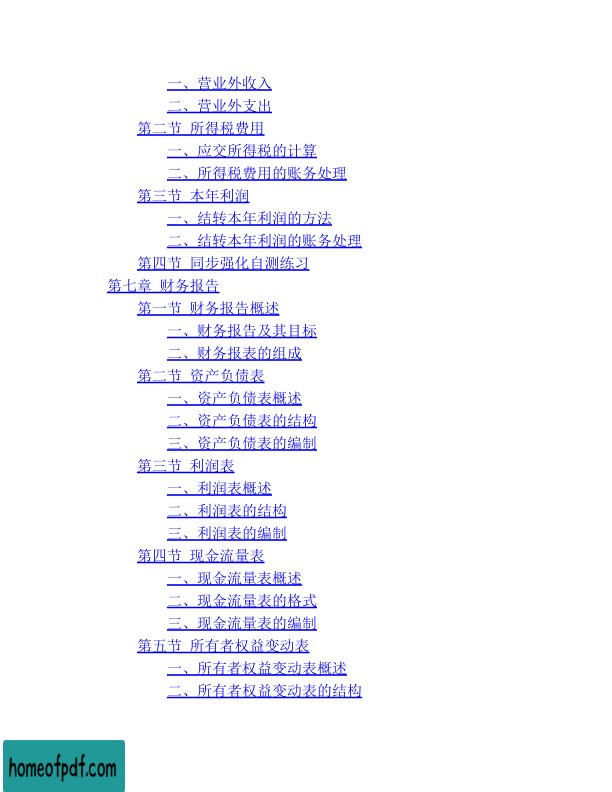 一、营业外收入
二、营业外支出
第二节 所得税费用
一、应交所得税的计算
二、所得税费用的账务处理
第三节 本年利润
一、结转本年利润的方法
二、结转本年利润的账务处理
第四节 同步强化自测练习
第七章 财务报告
第一节 财务报告概述
一、财务报告及其目标
二、财务报表的组成
第二节 资产负债表
一、资产负债表概述
二、资产负债表的结构
三、资产负债表的编制
第三节 利润表
一、利润表概述
二、利润表的结构
三、利润表的编制
第四节 现金流量表
一、现金流量表概述
二、现金流量表的格式
三、现金流量表的编制
第五节 所有者权益变动表
一、所有者权益变动表概述
二、所有者权益变动表的结构
homeofpdf.com